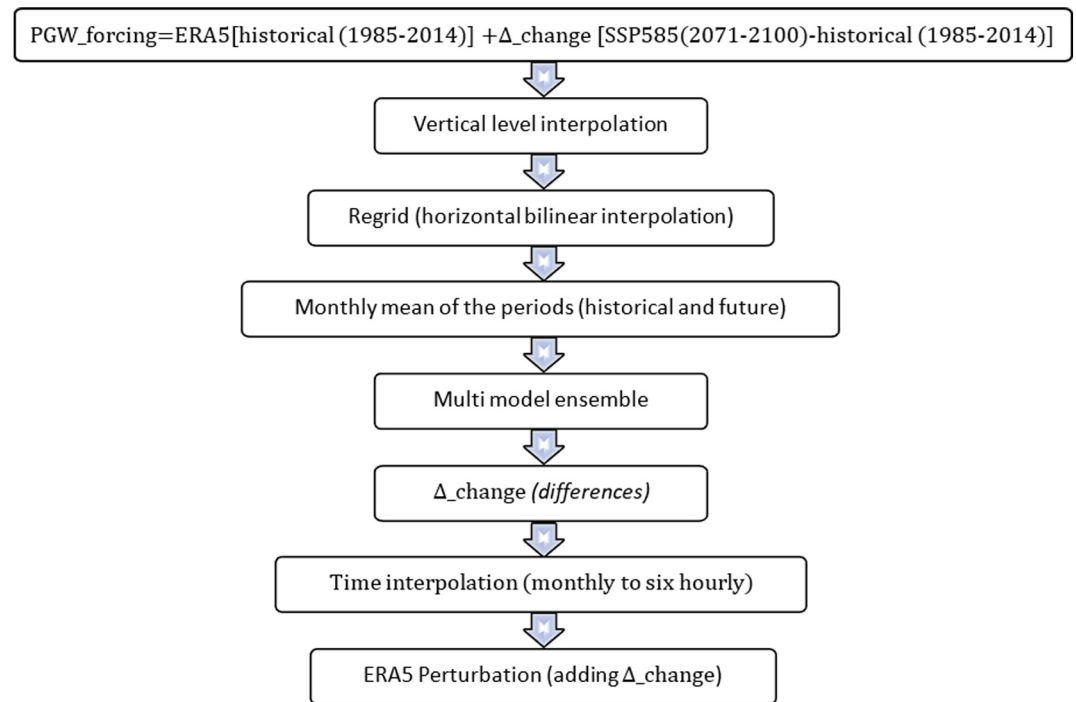 PGW_forcing=ERA5[historical (1985-2014)] +Δ_change [SSP585(2071-2100)-historical (1985-2014)]
Vertical level interpolation
Regrid (horizontal bilinear interpolation)
Monthly mean of the periods (historical and future)
Multi model ensemble
Δ_change (differences)
Time interpolation (monthly to six hourly)
ERA5 Perturbation (adding Δ_change)